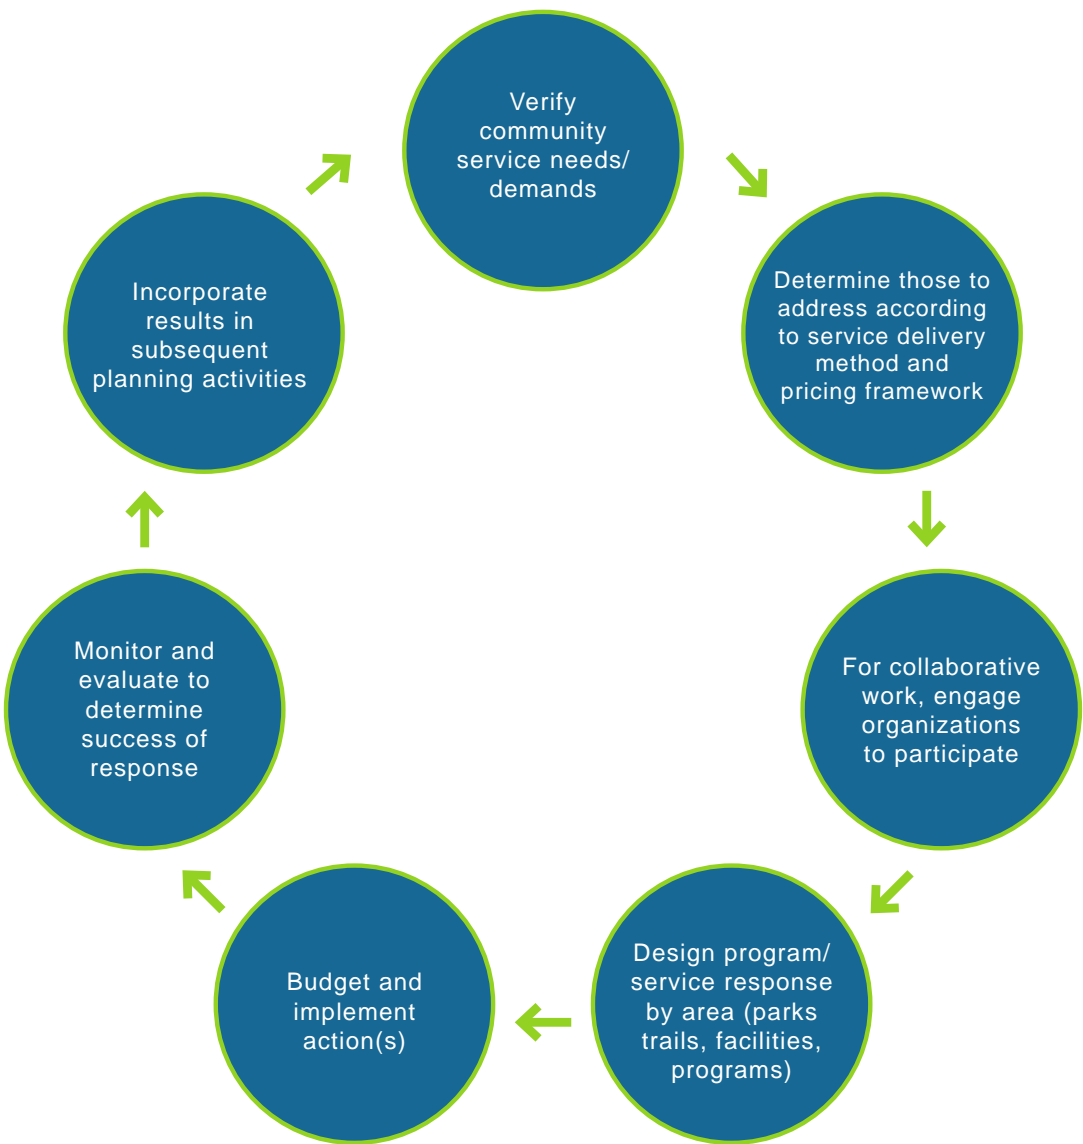 Verify
community
service needs/
demands
Determine those to
address according
to service delivery
method and
pricing framework
For collaborative
work, engage
organizations
to participate
Design program/
service response
by area (parks
trails, facilities,
programs)
Budget and
implement
action(s)
Monitor and
evaluate to
determine
success of
response
Incorporate
results in
subsequent
planning activities